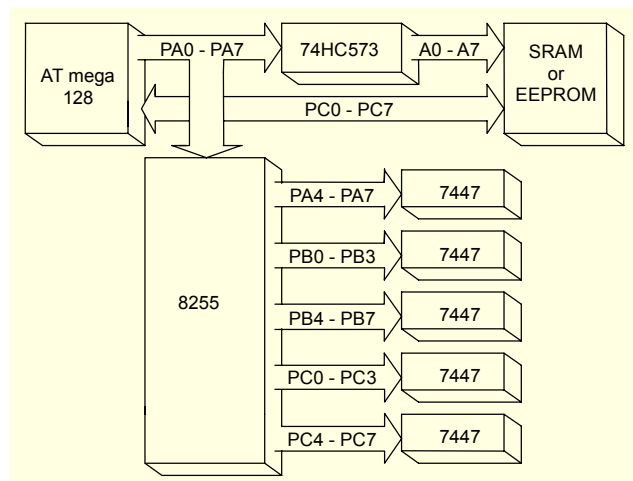 AT mega
128
PA0 - PA7
74HC573
A0 - A7
SRAM
or
EEPROM
PC0 - PC7
8255
PA4 - PA7
7447
PB0 - PB3
7447
PB4 - PB7
7447
PC0 - PC3
7447
PC4 - PC7
7447